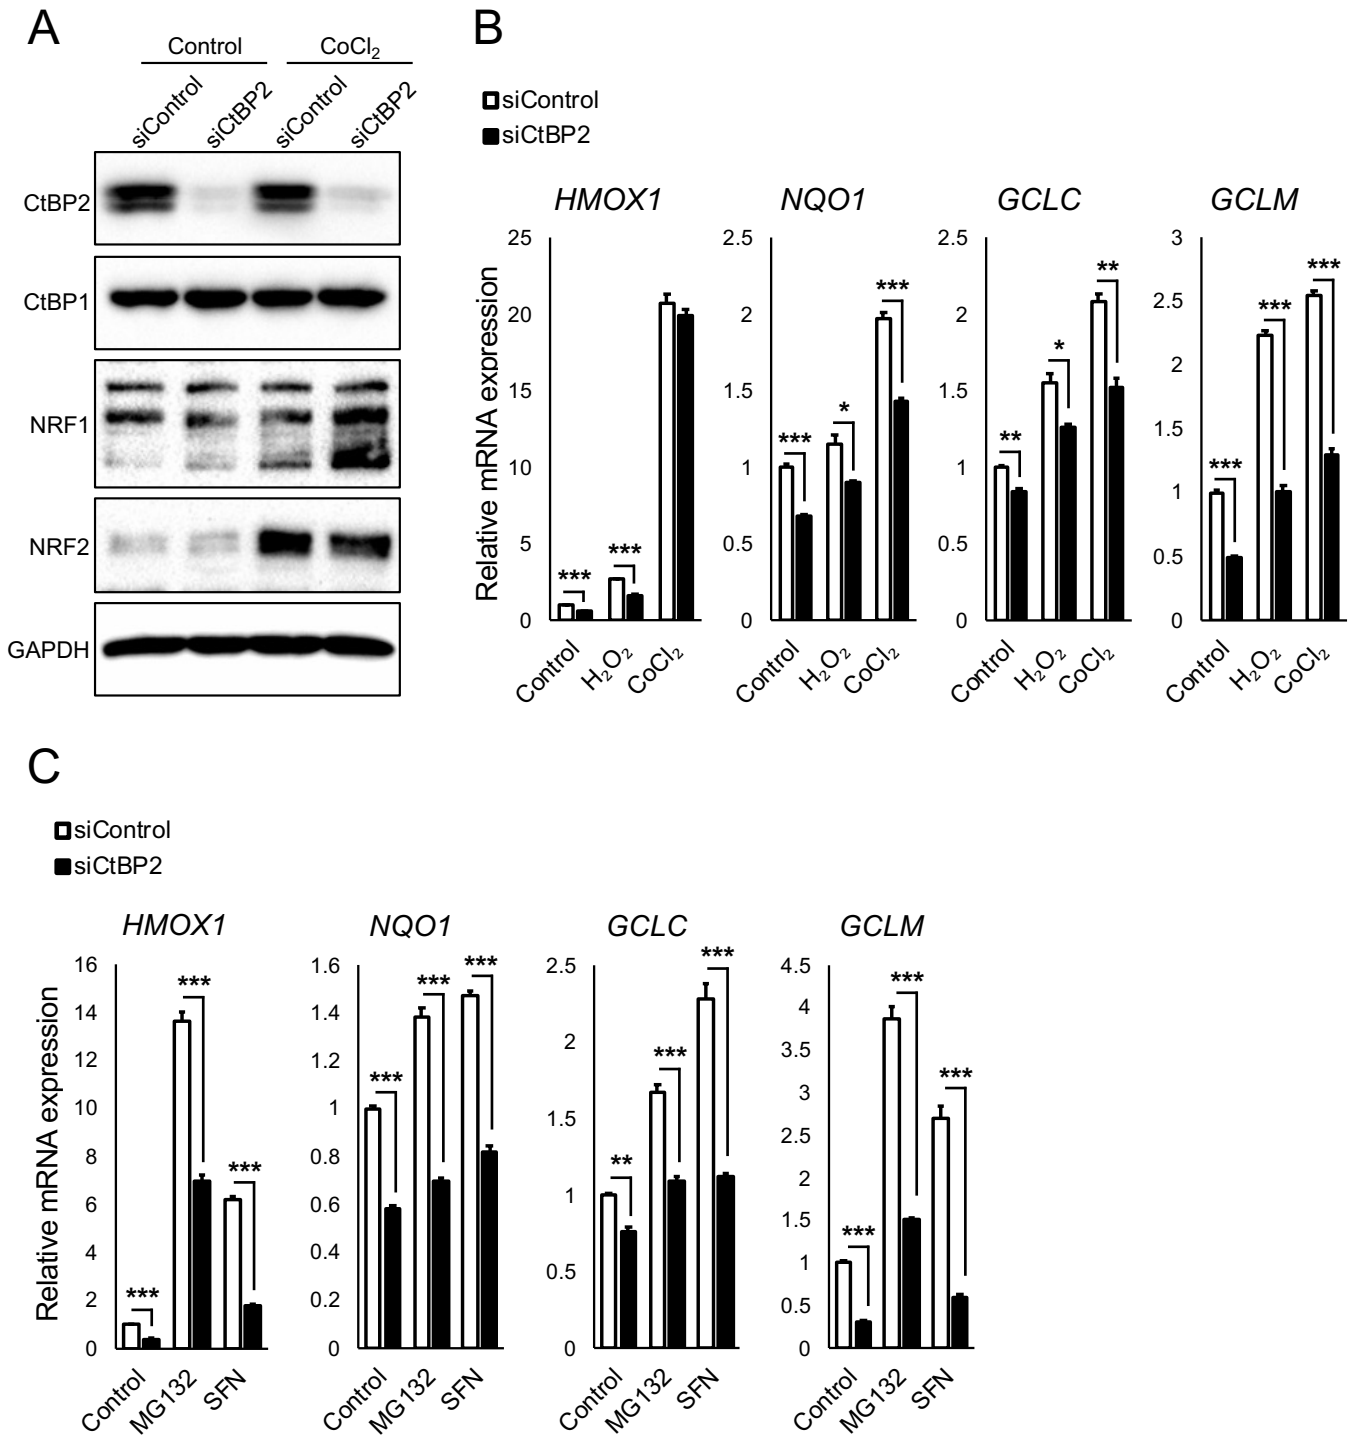 A
Control CoCl₂
siControl siCtBP2 siControl siCtBP2
CtBP2
CtBP1
NRF1
NRF2
GAPDH
B
siControl
siCtBP2
HMOX1 NQO1 GCLC GCLM
Relative mRNA expression
25
20
15
10
5
0
*** ***
Control H₂O₂ CoCl₂
2.5
2
1.5
1
0.5
0
*** * ***
Control H₂O₂ CoCl₂
2.5
2
1.5
1
0.5
0
** * **
Control H₂O₂ CoCl₂
3
2.5
2
1.5
1
0.5
0
*** *** ***
Control H₂O₂ CoCl₂
C
siControl
siCtBP2
HMOX1 NQO1 GCLC GCLM
Relative mRNA expression
16
14
12
10
8
6
4
2
0
*** *** ***
Control MG132 SFN
1.6
1.4
1.2
1
0.8
0.6
0.4
0.2
0
*** *** ***
Control MG132 SFN
2.5
2
1.5
1
0.5
0
** *** ***
Control MG132 SFN
4.5
4
3.5
3
2.5
2
1.5
1
0.5
0
*** *** ***
Control MG132 SFN